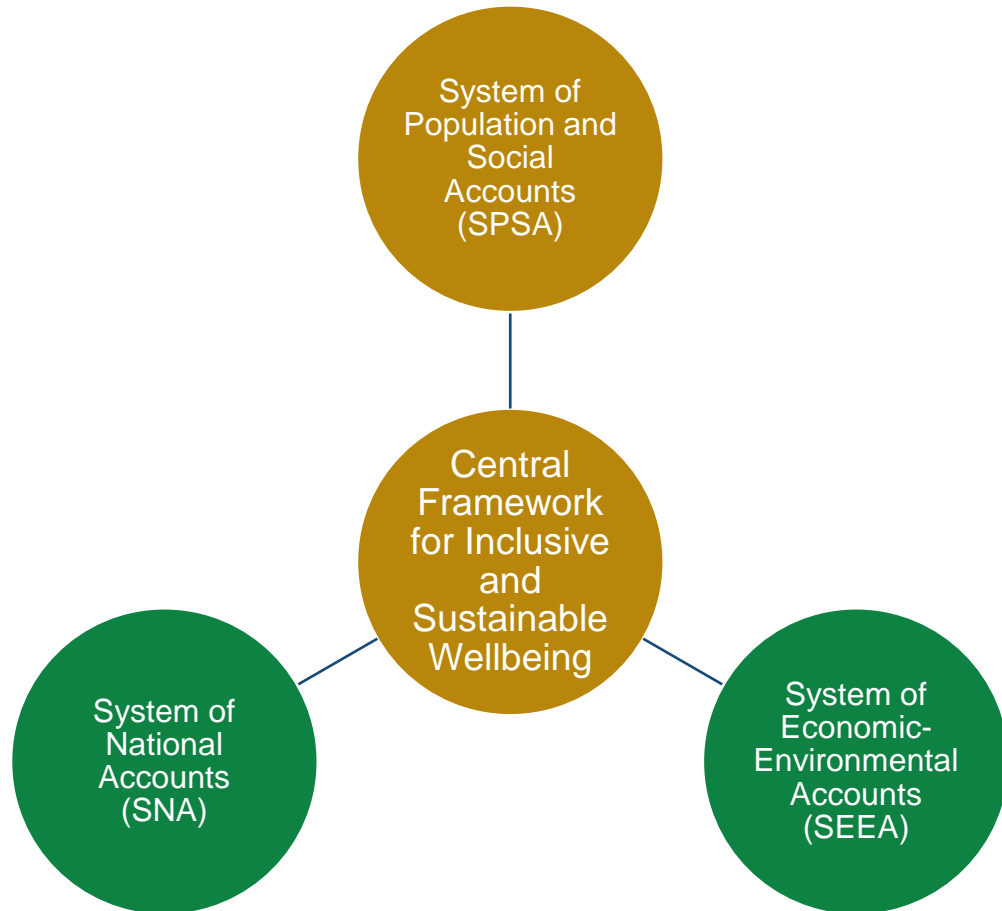 System of
Population and
Social
Accounts
(SPSA)
Central
Framework
for Inclusive
and
Sustainable
Wellbeing
System of
National
Accounts
(SNA)
System of
Economic-
Environmental
Accounts
(SEEA)